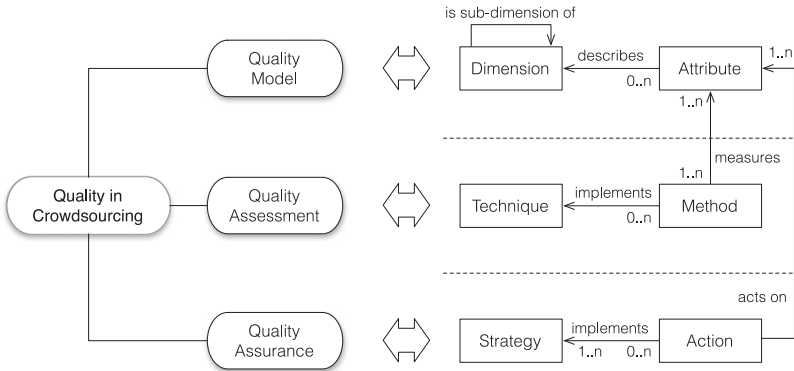 is sub-dimension of
Quality
Model
Dimension
describes
0..n
Attribute
1..n
1..n
measures
1..n
Quality in
Crowdsourcing
Quality
Assessment
Technique
implements
0..n
Method
acts on
Quality
Assurance
Strategy
implements
1..n 0..n
Action